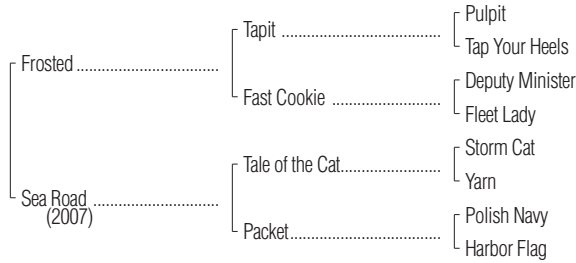 Pulpit
Tapit ........................................
Tap Your Heels
Frosted ....................................
Deputy Minister
Fast Cookie ...........................
Fleet Lady
Storm Cat
Tale of the Cat.........................
Yarn
Sea Road ................................
(2007)
Polish Navy
Packet......................................
Harbor Flag